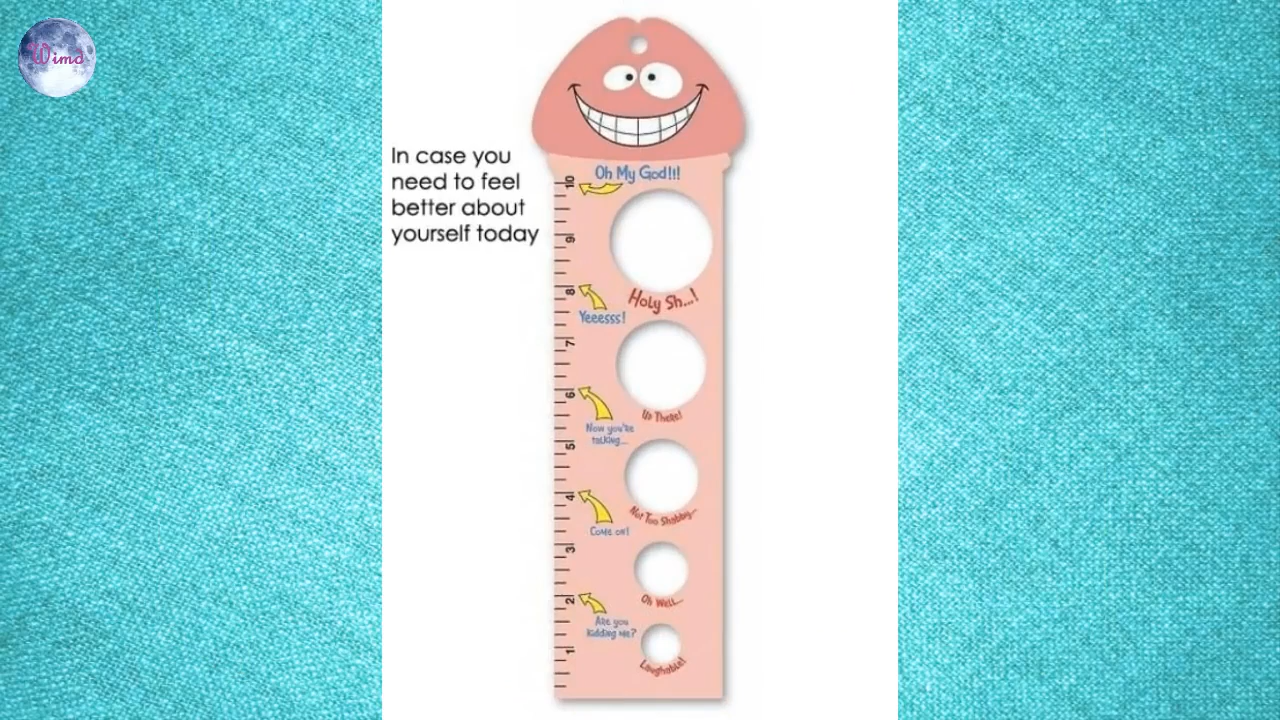 Wimd
In case you
need to feel
better about
yourself today
Oh My God!!!
10
9
Holy Sh...!
8
Yeeesss!
7
6
Up There!
Now you're
talking...
5
4
Not Too Shabby...
Come on!
3
Oh Well...
2
Are you
kidding me?
1
Laughable!